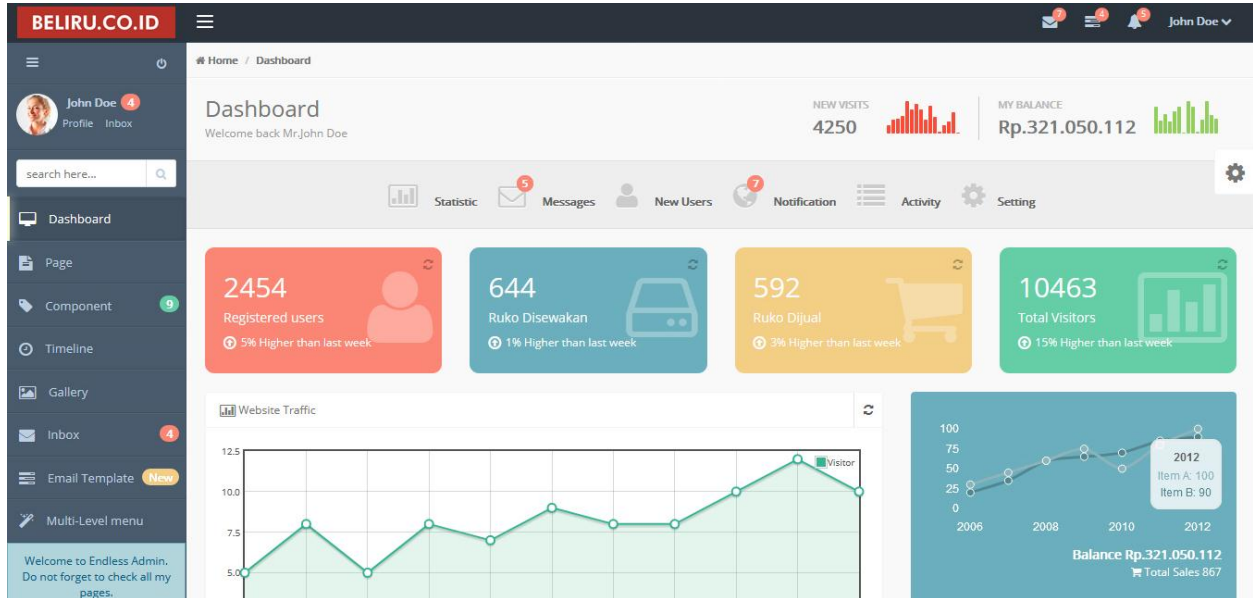 BELIRU.CO.ID
7
4
5
John Doe
Home / Dashboard
John Doe 4
Profile Inbox
search here...
Dashboard
Page
Component 9
Timeline
Gallery
Inbox 4
Email Template New
Multi-Level menu
Welcome to Endless Admin.
Do not forget to check all my
pages.
Dashboard
Welcome back Mr.John Doe
NEW VISITS
4250
MY BALANCE
Rp.321.050.112
Statistic
5
Messages
New Users
7
Notification
Activity
Setting
2454
Registered users
5% Higher than last week
644
Ruko Disewakan
1% Higher than last week
592
Ruko Dijual
3% Higher than last week
10463
Total Visitors
15% Higher than last week
Website Traffic
12.5
10.0
7.5
5.0
Visitor
100
75
50
25
0
2006 2008 2010 2012
2012
Item A: 100
Item B: 90
Balance Rp.321.050.112
Total Sales 867